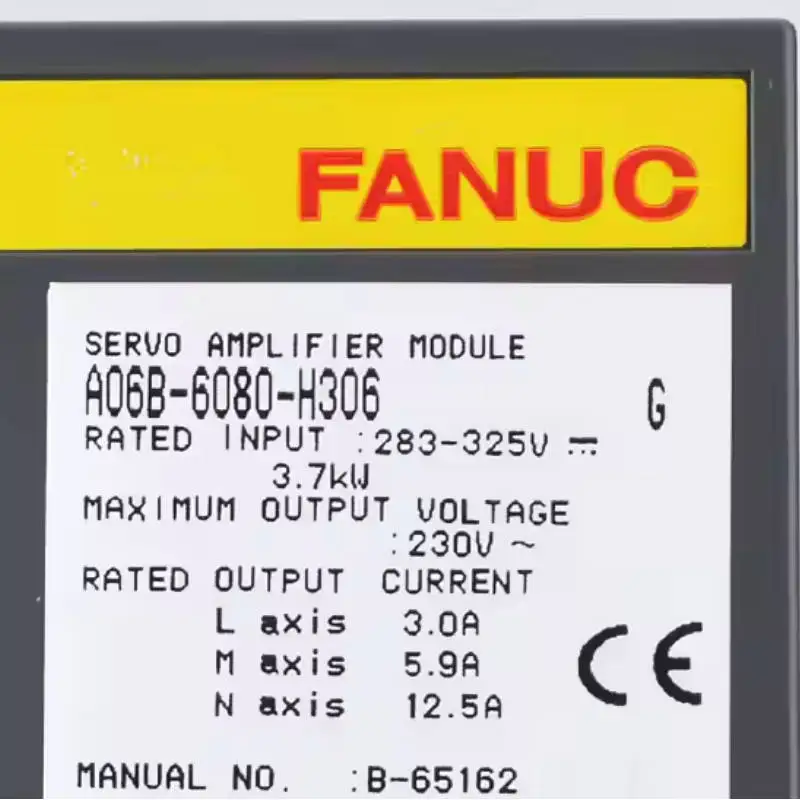 FANUC
SERVO AMPLIFIER MODULE
A06B-6080-H306
G
RATED INPUT :283-325V ⎓
3.7kW
MAXIMUM OUTPUT VOLTAGE
:230V ~
RATED OUTPUT CURRENT
L axis 3.0A
M axis 5.9A
N axis 12.5A
CE
MANUAL NO. :B-65162